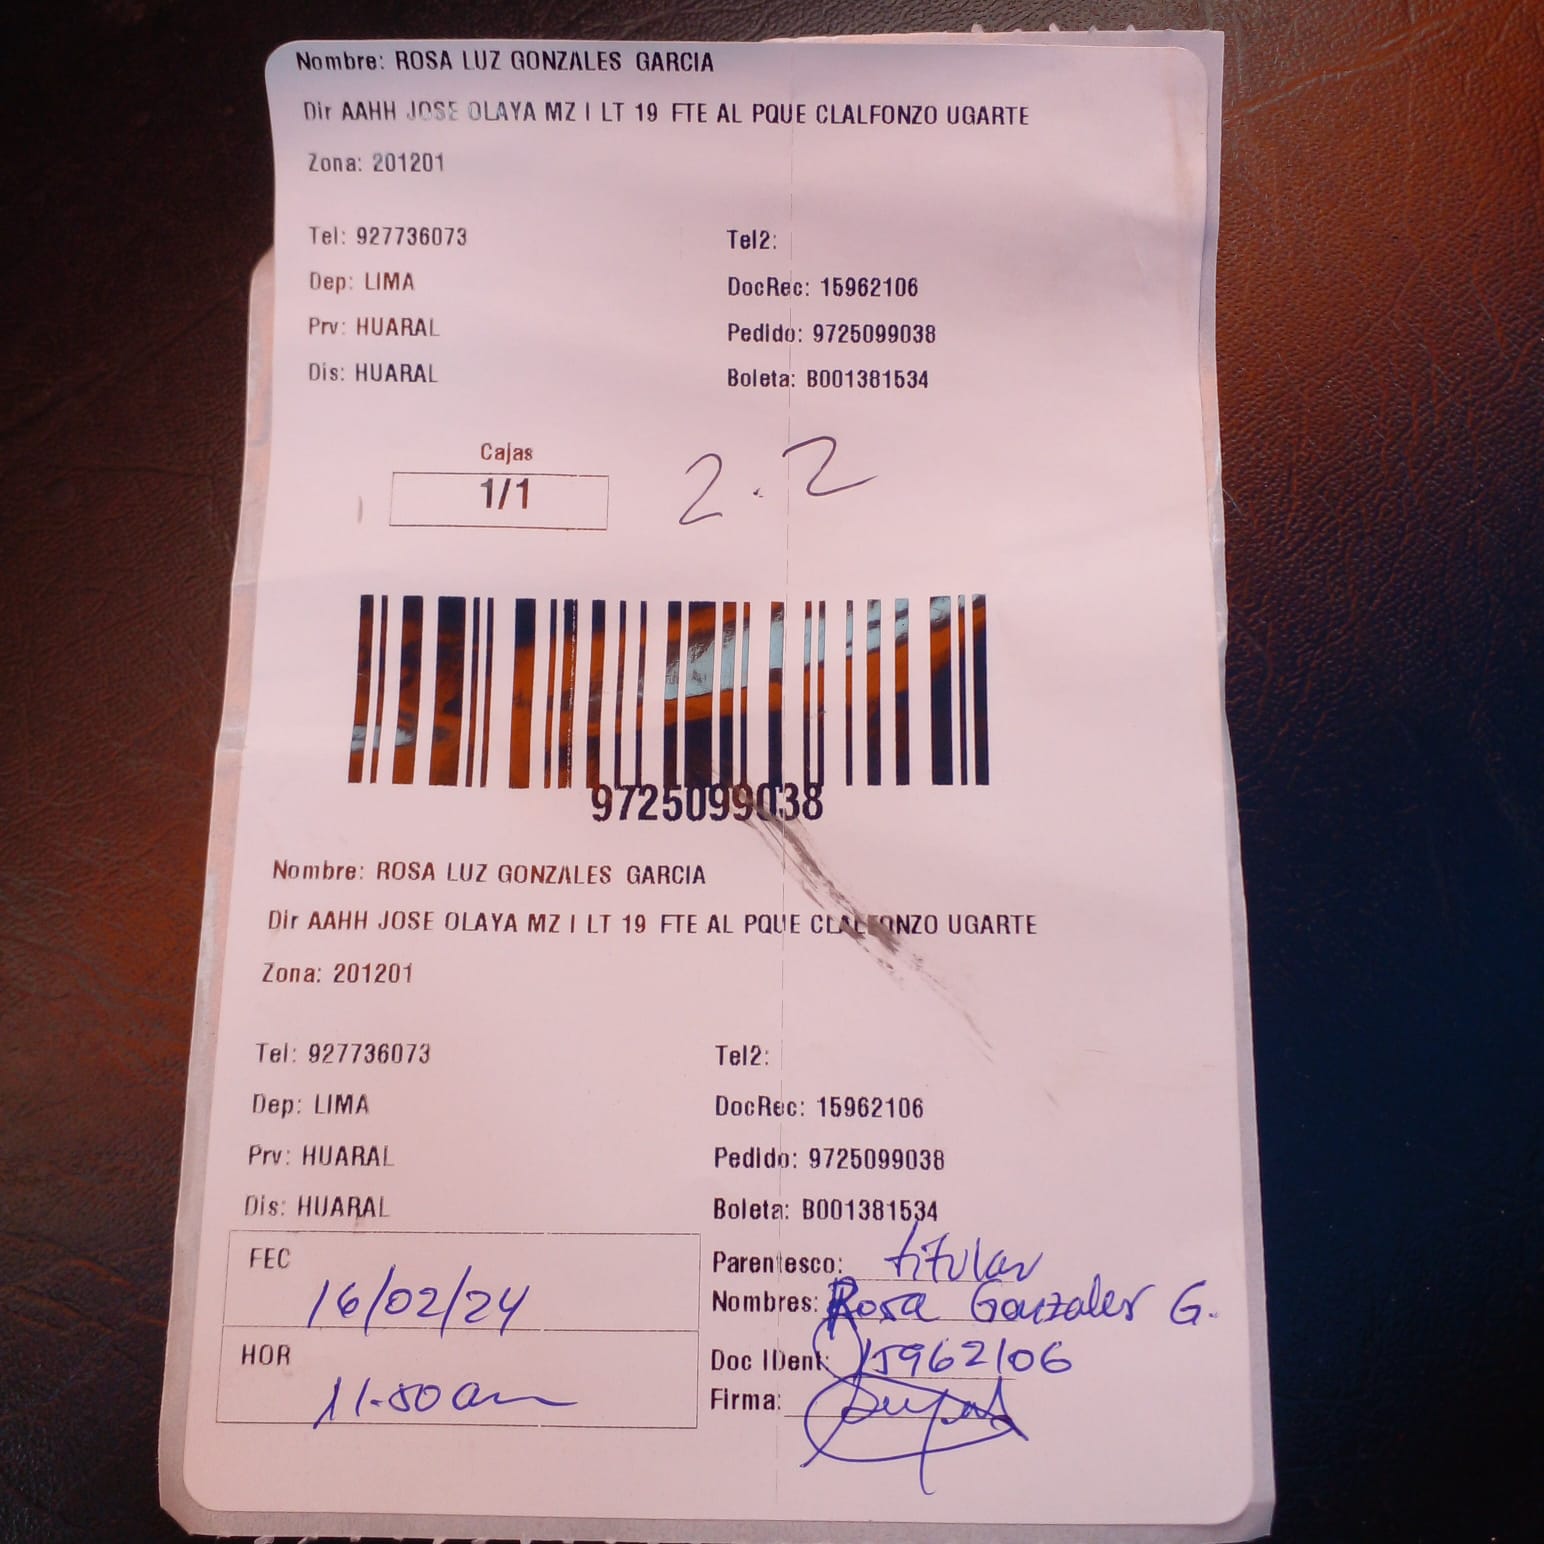 Nombre: ROSA LUZ GONZALES GARCIA
Dir AAHH JOSE OLAYA MZ I LT 19 FTE AL PQUE CLALFONZO UGARTE
Zona: 201201
Tel: 927736073 Tel2:
Dep: LIMA DocRec: 15962106
Prv: HUARAL Pedido: 9725099038
Dis: HUARAL Boleta: B001381534
Cajas
1/1 2.2
9725099038
Nombre: ROSA LUZ GONZALES GARCIA
Dir AAHH JOSE OLAYA MZ I LT 19 FTE AL PQUE CLALFONZO UGARTE
Zona: 201201
Tel: 927736073 Tel2:
Dep: LIMA DocRec: 15962106
Prv: HUARAL Pedido: 9725099038
Dis: HUARAL Boleta: B001381534
FEC 16/02/24 Parentesco: titular
Nombres: Rosa Gonzales G.
HOR 11.50 am Doc IDent: 15962106
Firma: